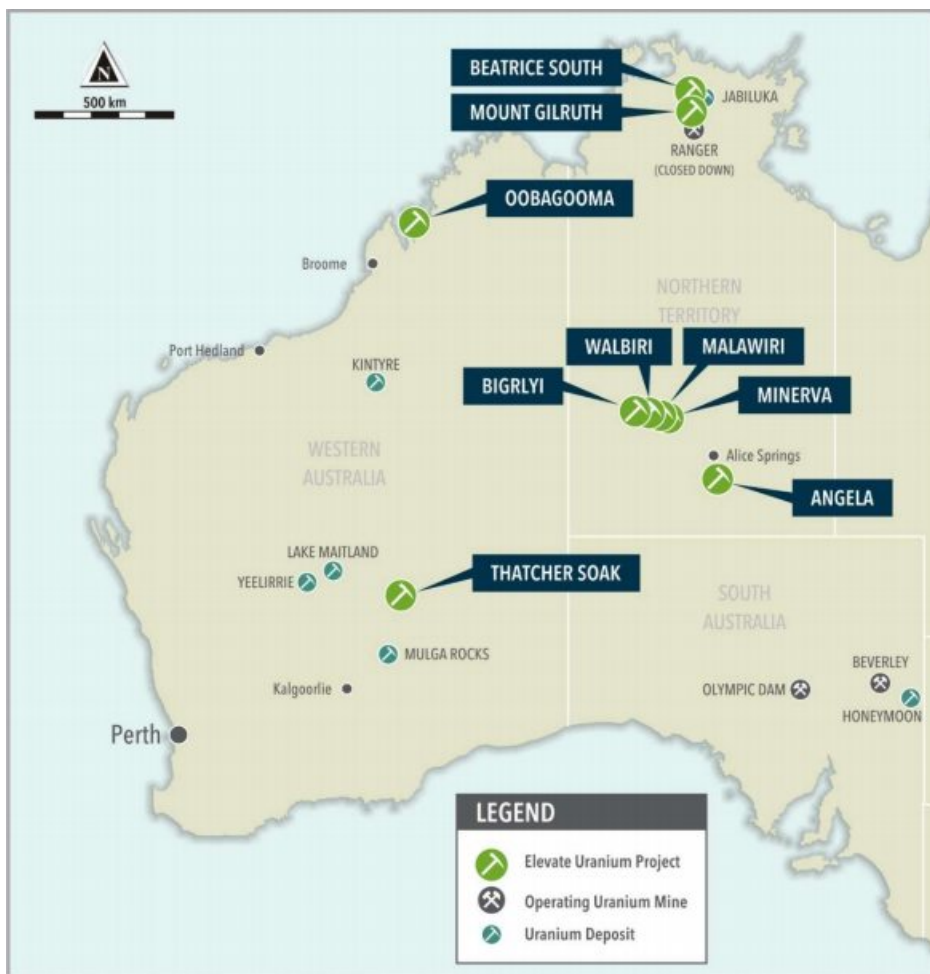 N
500 km
BEATRICE SOUTH
JABILUKA
MOUNT GILRUTH
RANGER
(CLOSED DOWN)
OOBAGOOMA
Broome
NORTHERN
TERRITORY
Port Hedland
KINTYRE
WALBIRI
MALAWIRI
BIGRLYI
MINERVA
WESTERN
AUSTRALIA
Alice Springs
ANGELA
LAKE MAITLAND
YEELIRRIE
THATCHER SOAK
SOUTH
AUSTRALIA
MULGA ROCKS
Kalgoorlie
BEVERLEY
OLYMPIC DAM
HONEYMOON
Perth
LEGEND
Elevate Uranium Project
Operating Uranium Mine
Uranium Deposit